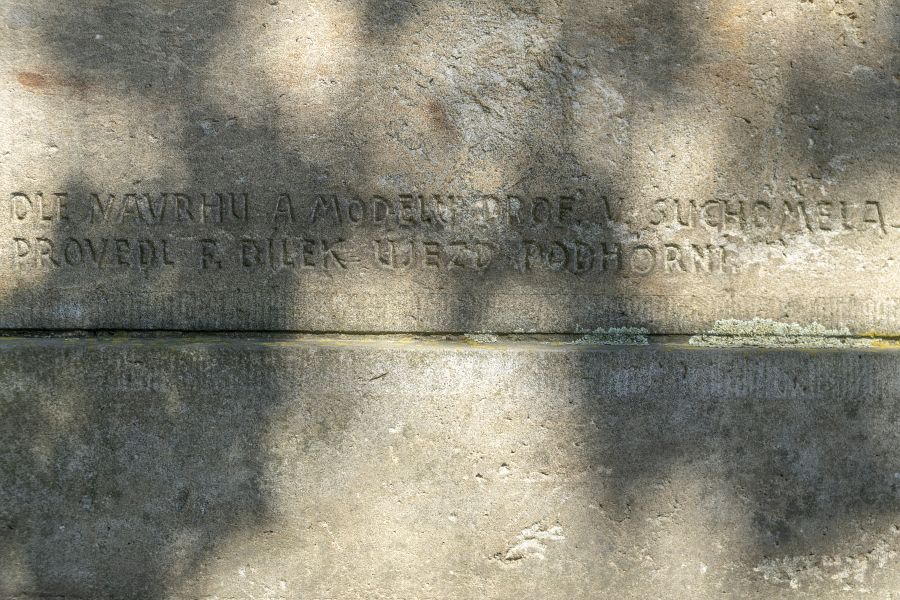 DLE NÁVRHU A MODELU PROF. V. SUCHOMELA
PROVEDL F. BÍLEK ÚJEZD PODHORNÍ.